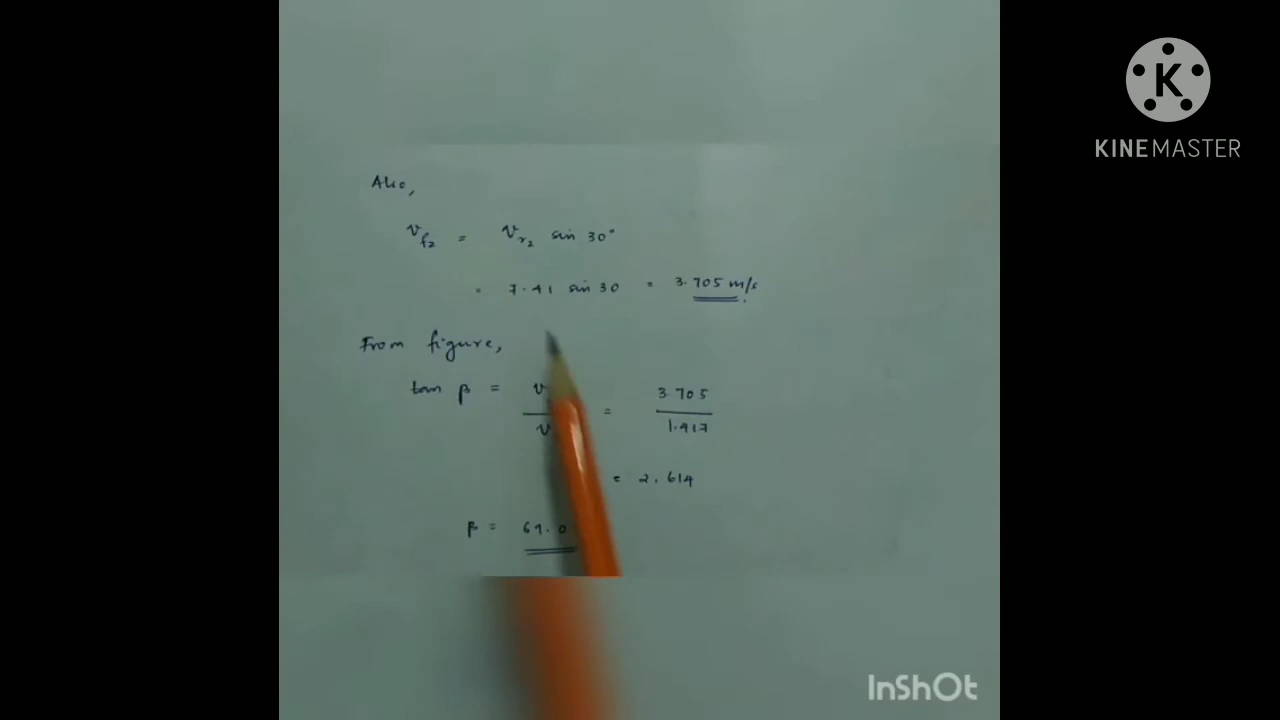 K
KINEMASTER
Also,
Vf2 = Vr2 sin 30°
= 7.41 sin 30 = 3.705 m/s.
From figure,
tan β = V / V = 3.705 / 1.417
= 2.614
β = 69.0
InShOt